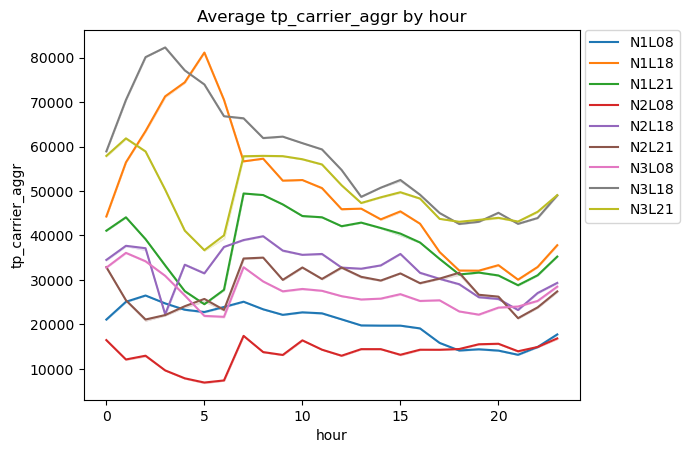 Average tp_carrier_aggr by hour
tp_carrier_aggr
80000
70000
60000
50000
40000
30000
20000
10000
0
5
10
15
20
hour
N1L08
N1L18
N1L21
N2L08
N2L18
N2L21
N3L08
N3L18
N3L21